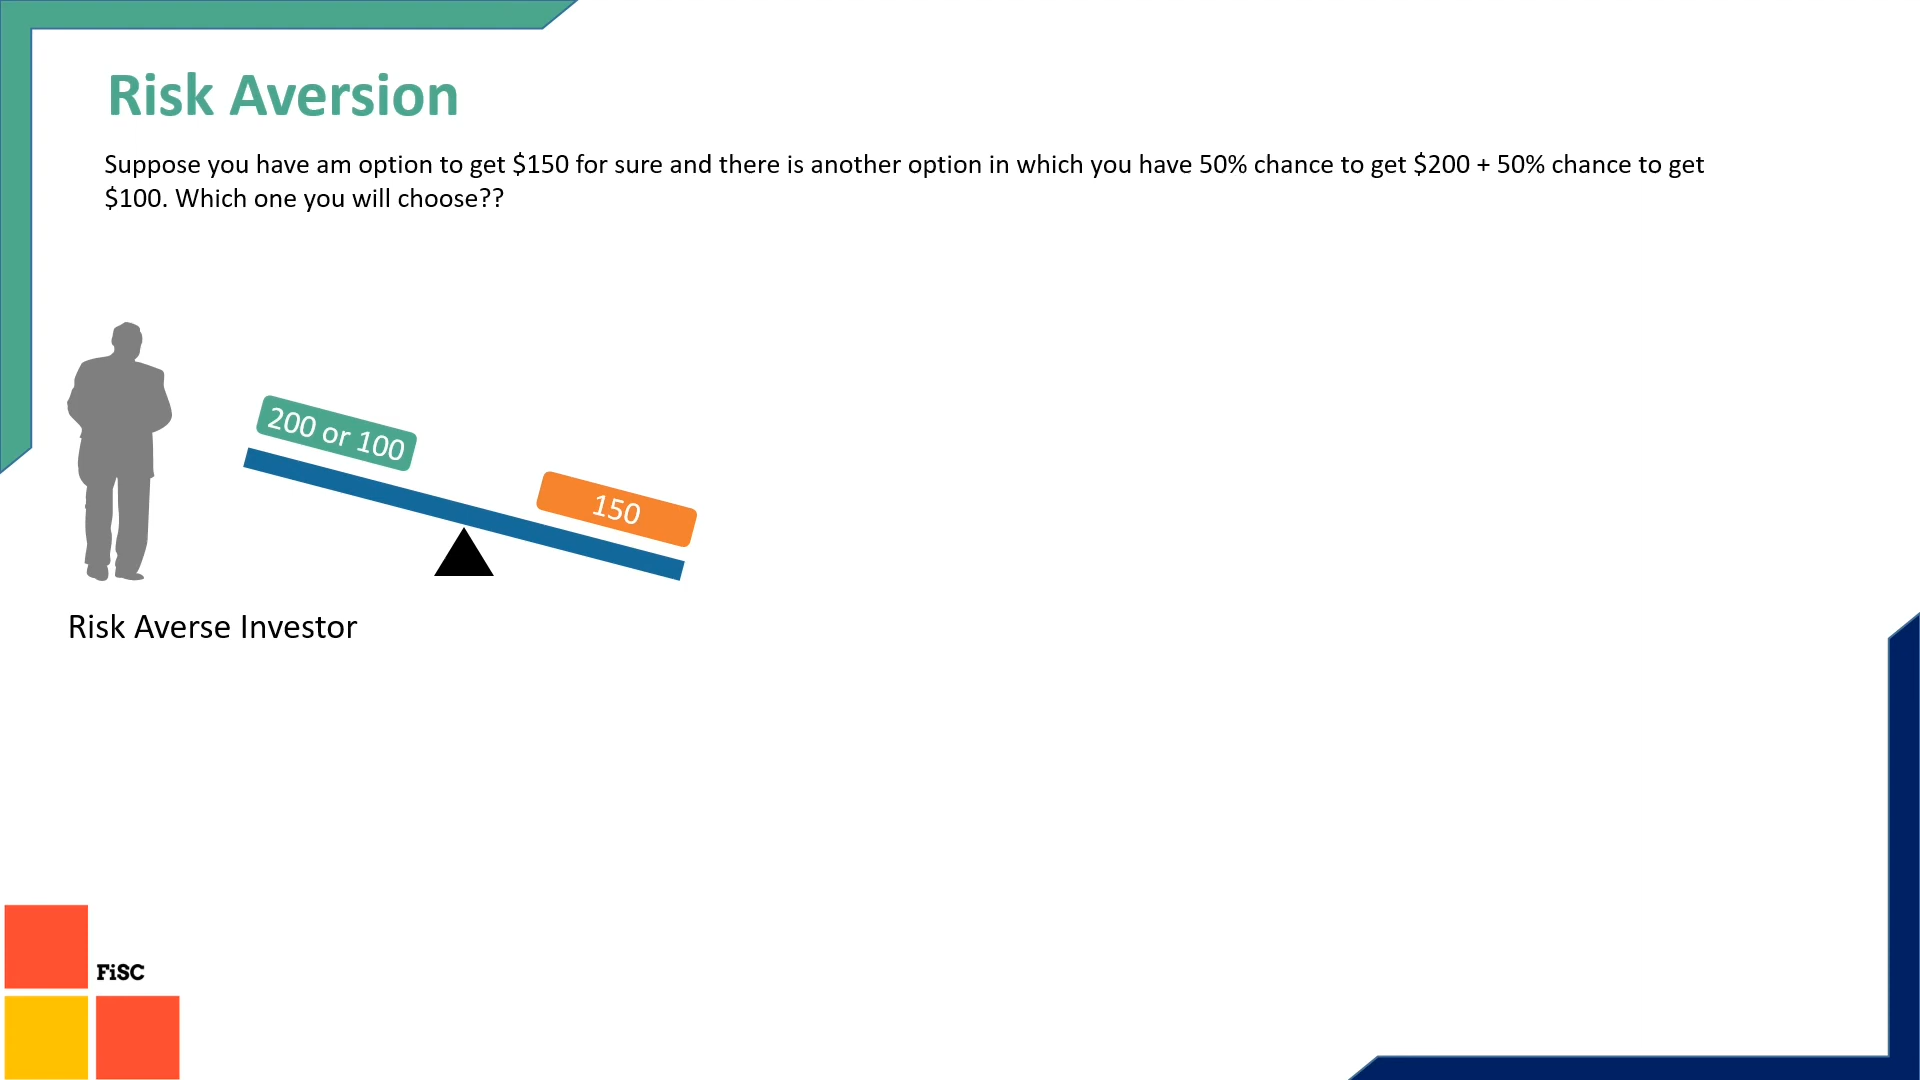 Risk Aversion
Suppose you have am option to get $150 for sure and there is another option in which you have 50% chance to get $200 + 50% chance to get
$100. Which one you will choose??
200 or 100
150
Risk Averse Investor
FiSC